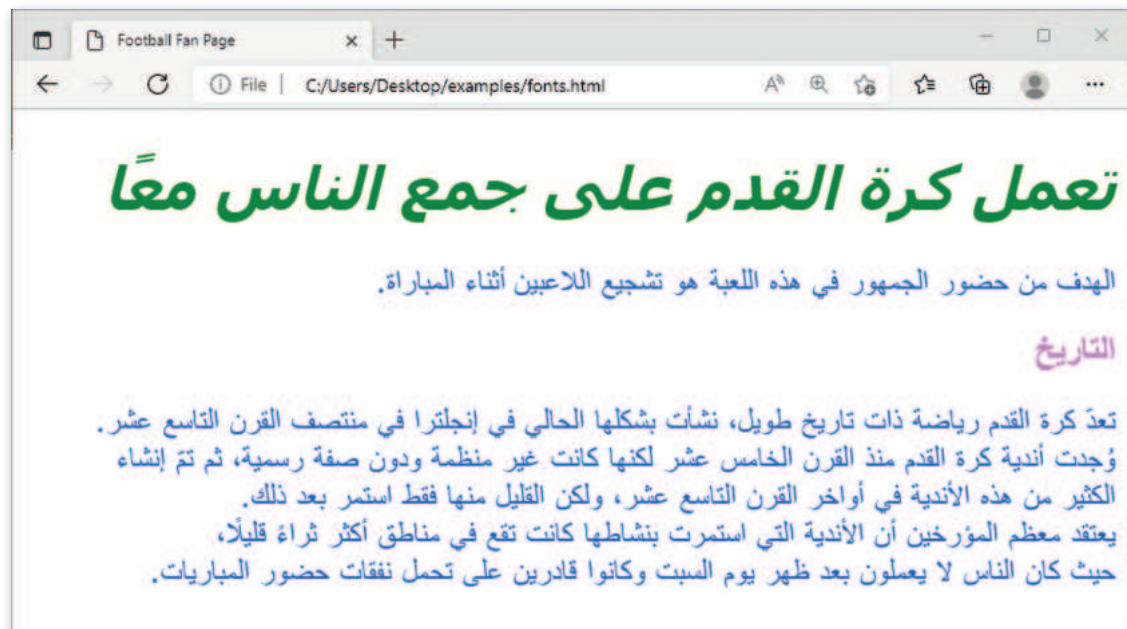 Football Fan Page
File | C:/Users/Desktop/examples/fonts.html
تعمل كرة القدم على جمع الناس معًا
الهدف من حضور الجمهور في هذه اللعبة هو تشجيع اللاعبين أثناء المباراة.
التاريخ
تعدّ كرة القدم رياضة ذات تاريخ طويل، نشأت بشكلها الحالي في إنجلترا في منتصف القرن التاسع عشر.
وُجدت أندية كرة القدم منذ القرن الخامس عشر لكنها كانت غير منظمة ودون صفة رسمية، ثم تمّ إنشاء
الكثير من هذه الأندية في أواخر القرن التاسع عشر، ولكن القليل منها فقط استمر بعد ذلك.
يعتقد معظم المؤرخين أن الأندية التي استمرت بنشاطها كانت تقع في مناطق أكثر ثراءً قليلًا،
حيث كان الناس لا يعملون بعد ظهر يوم السبت وكانوا قادرين على تحمل نفقات حضور المباريات.